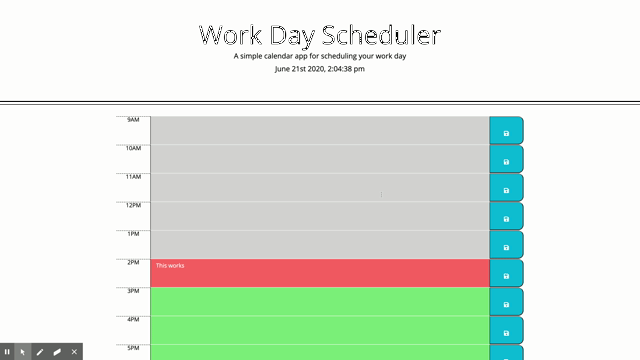 Work Day Scheduler
A simple calendar app for scheduling your work day
June 21st 2020, 2:04:38 pm
9AM
10AM
11AM
12PM
1PM
2PM
This works
3PM
4PM
5PM